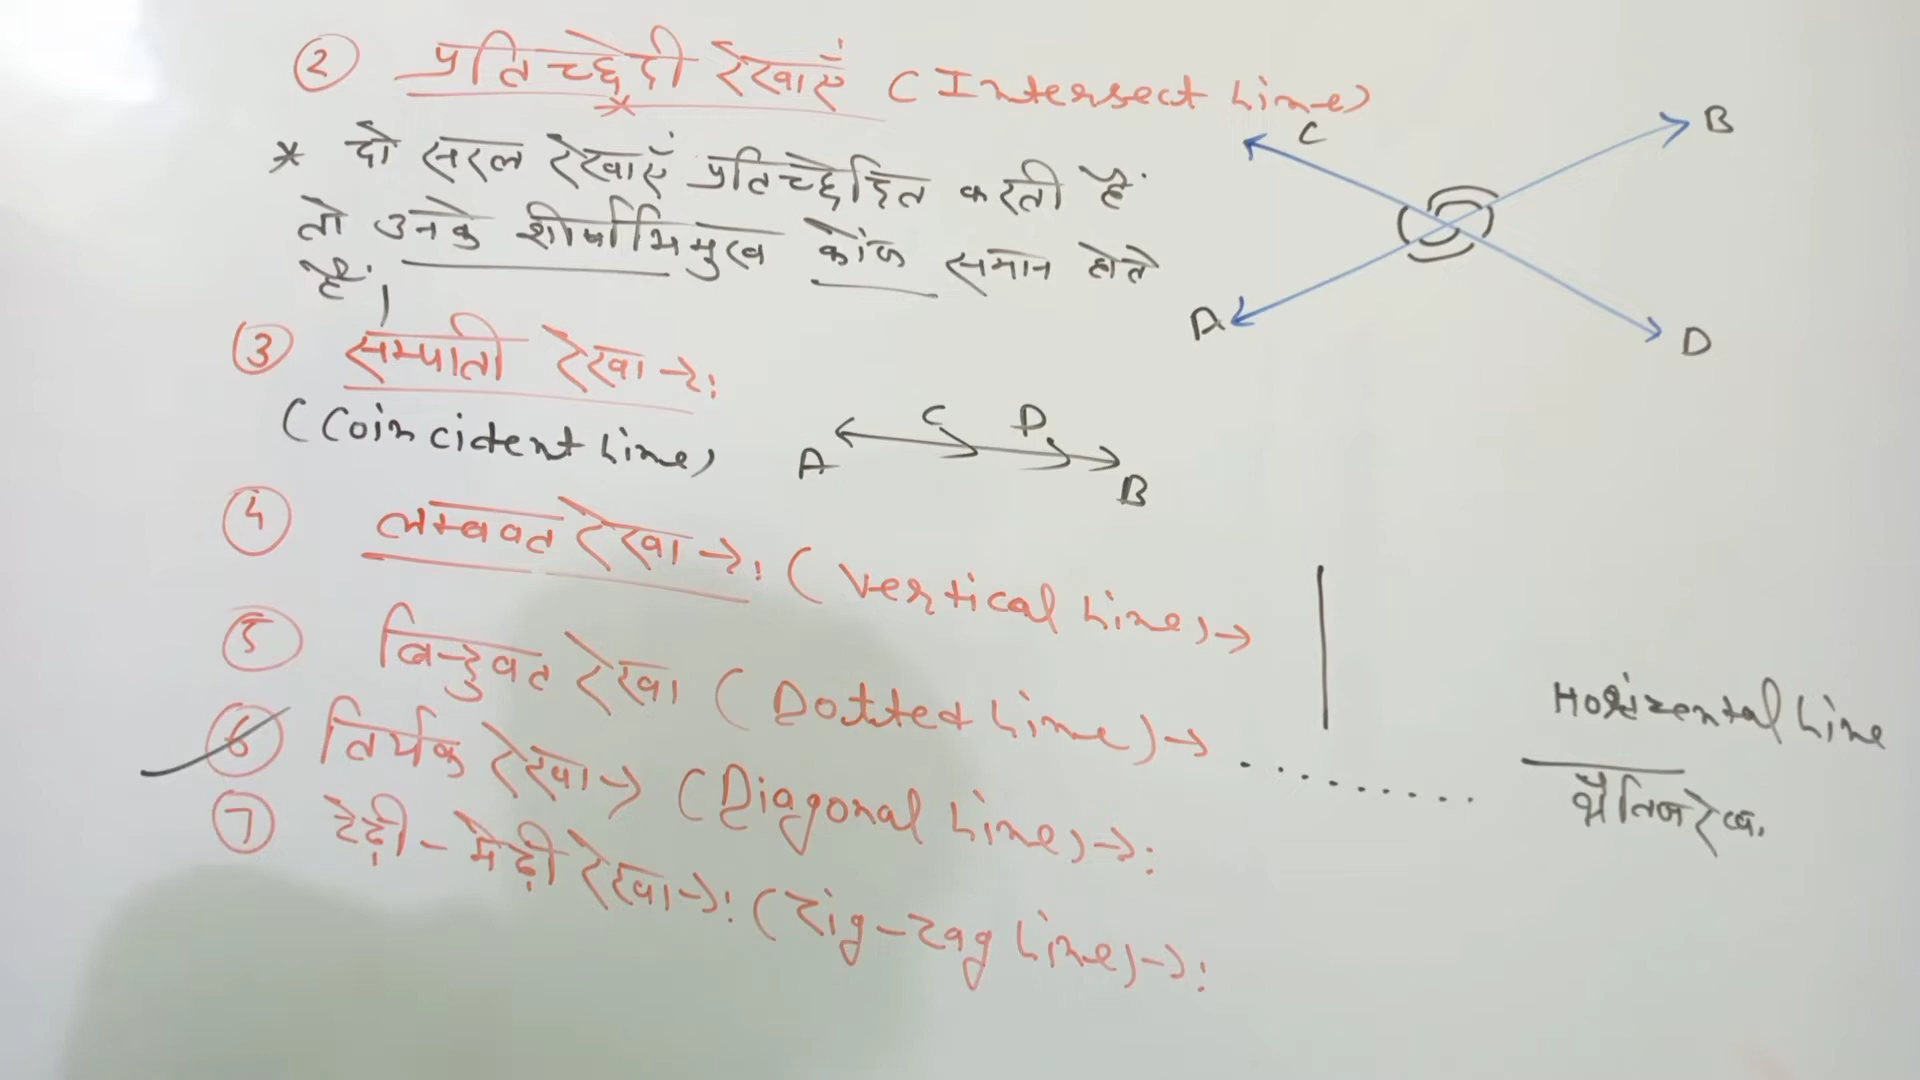 ② प्रतिच्छेदी रेखाएँ (Intersect Line)
* दो सरल रेखाएँ प्रतिच्छेदित करती हैं
तो उनके शीर्षाभिमुख कोण समान होते
हैं।
C B
A D
③ सम्पाती रेखा →:
(Coincident Line)
A C D B
④ लम्बवत रेखा →: (Vertical Line) →
⑤ बिन्दुवत रेखा (Dotted Line) → ..........
⑥ तिर्यक रेखा → (Diagonal Line) →:
⑦ टेढ़ी - मेढ़ी रेखा →: (Zig-Zag Line) →:
Horizental Line
क्षैतिज रेखा